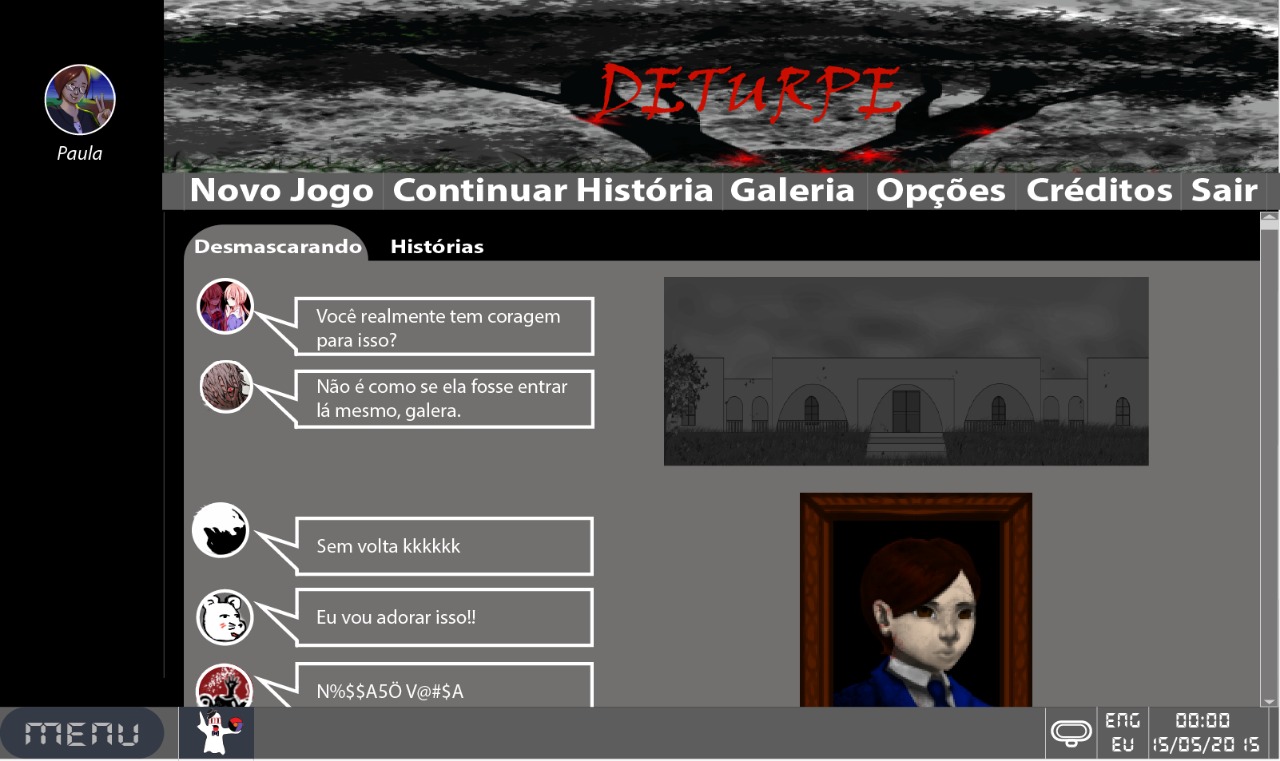 DETURPE
Paula
Novo Jogo Continuar História Galeria Opções Créditos Sair
Desmascarando Histórias
Você realmente tem coragem
para isso?
Não é como se ela fosse entrar
lá mesmo, galera.
Sem volta kkkkkk
Eu vou adorar isso!!
N%$$A5Ö V@#$A
MENU
ENG
EU
00:00
15/05/2015